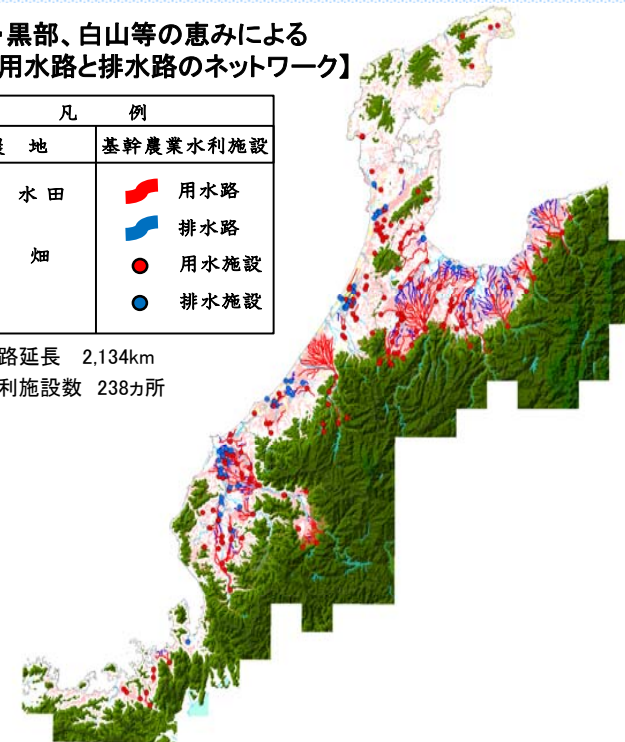 ・黒部、白山等の恵みによる
用水路と排水路のネットワーク】
凡 例
地 基幹農業水利施設
水田
畑
用水路
排水路
用水施設
排水施設
路延長 2,134km
利施設数 238ヵ所